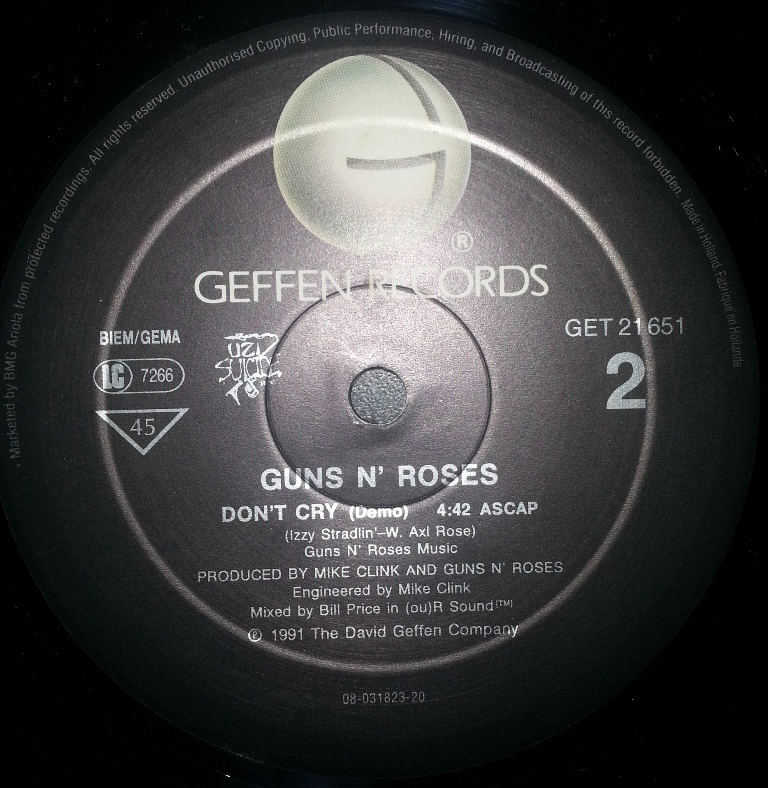 . Marketed by BMG Ariola from protected recordings. All rights reserved. Unauthorised Copying, Public Performance, Hiring, and Broadcasting of this record forbidden. Made in Holland. Fabriqué en Hollande
®
GEFFEN RECORDS
BIEM/GEMA
LC 7266
45
UZI
SUICIDE
GET 21651
2
GUNS N' ROSES
DON'T CRY (Demo) 4:42 ASCAP
(Izzy Stradlin'–W. Axl Rose)
Guns N' Roses Music
PRODUCED BY MIKE CLINK AND GUNS N' ROSES
Engineered by Mike Clink
Mixed by Bill Price in (ou)R Sound[TM]
℗ 1991 The David Geffen Company
08-031823-20